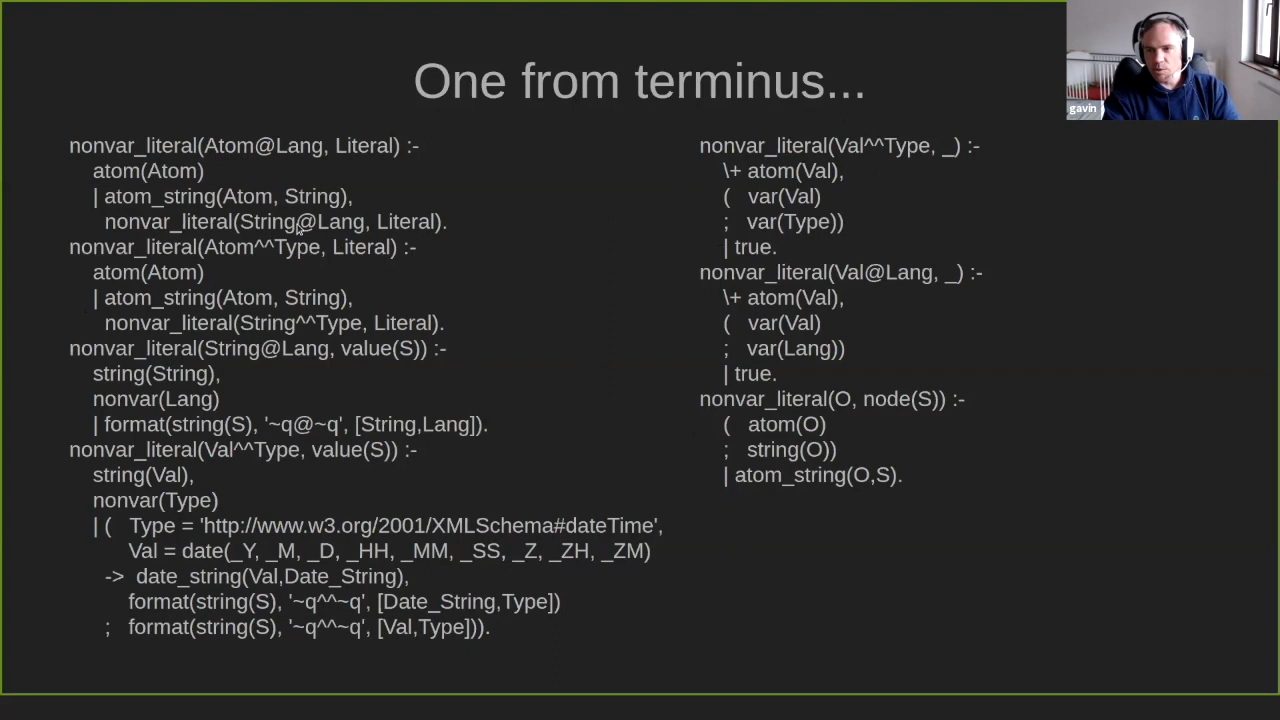 One from terminus...
gavin
nonvar_literal(Atom@Lang, Literal) :-
atom(Atom)
| atom_string(Atom, String),
nonvar_literal(String@Lang, Literal).
nonvar_literal(Atom^^Type, Literal) :-
atom(Atom)
| atom_string(Atom, String),
nonvar_literal(String^^Type, Literal).
nonvar_literal(String@Lang, value(S)) :-
string(String),
nonvar(Lang)
| format(string(S), '~q@~q', [String,Lang]).
nonvar_literal(Val^^Type, value(S)) :-
string(Val),
nonvar(Type)
| ( Type = 'http://www.w3.org/2001/XMLSchema#dateTime',
Val = date(_Y, _M, _D, _HH, _MM, _SS, _Z, _ZH, _ZM)
-> date_string(Val,Date_String),
format(string(S), '~q^^~q', [Date_String,Type])
; format(string(S), '~q^^~q', [Val,Type])).
nonvar_literal(Val^^Type, _) :-
\+ atom(Val),
( var(Val)
; var(Type))
| true.
nonvar_literal(Val@Lang, _) :-
\+ atom(Val),
( var(Val)
; var(Lang))
| true.
nonvar_literal(O, node(S)) :-
( atom(O)
; string(O))
| atom_string(O,S).